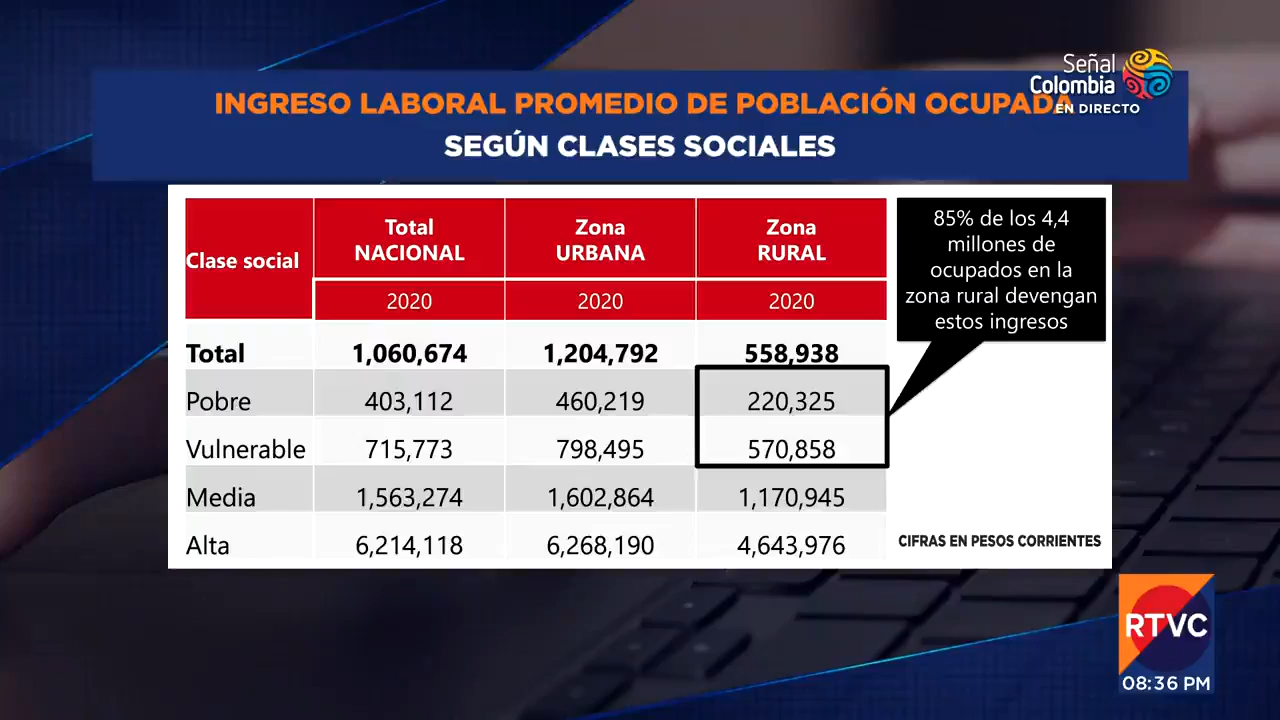 Señal
Colombia
EN DIRECTO
INGRESO LABORAL PROMEDIO DE POBLACIÓN OCUPADA
SEGÚN CLASES SOCIALES
Clase social
Total
NACIONAL
Zona
URBANA
Zona
RURAL
2020 2020 2020
Total 1,060,674 1,204,792 558,938
Pobre 403,112 460,219 220,325
Vulnerable 715,773 798,495 570,858
Media 1,563,274 1,602,864 1,170,945
Alta 6,214,118 6,268,190 4,643,976
85% de los 4,4
millones de
ocupados en la
zona rural devengan
estos ingresos
CIFRAS EN PESOS CORRIENTES
RTVC
08:36 PM